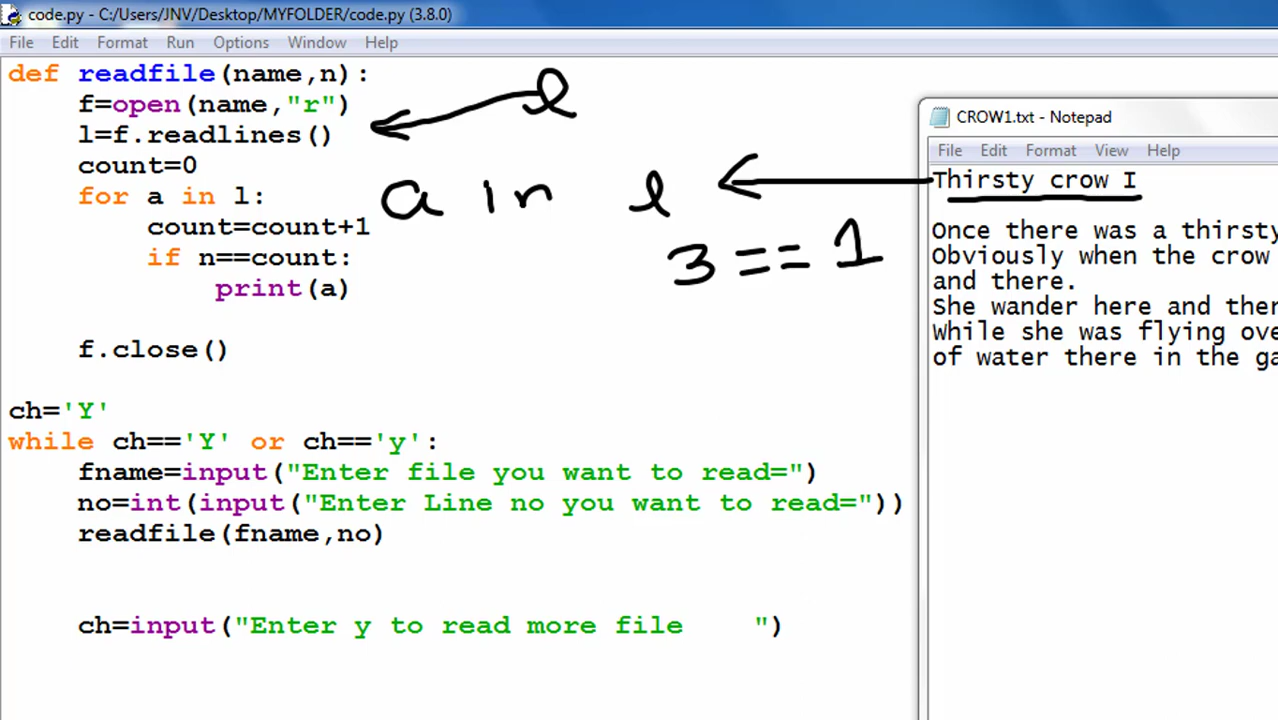 code.py - C:/Users/JNV/Desktop/MYFOLDER/code.py (3.8.0)
File Edit Format Run Options Window Help
def readfile(name,n):
f=open(name,"r")
l=f.readlines()
count=0
for a in l:
count=count+1
if n==count:
print(a)
f.close()
ch='Y'
while ch=='Y' or ch=='y':
fname=input("Enter file you want to read=")
no=int(input("Enter Line no you want to read="))
readfile(fname,no)
ch=input("Enter y to read more file    ")
l
a in l
3 == 1
CROW1.txt - Notepad
File Edit Format View Help
Thirsty crow I
Once there was a thirsty
Obviously when the crow
and there.
She wander here and ther
While she was flying ove
of water there in the ga